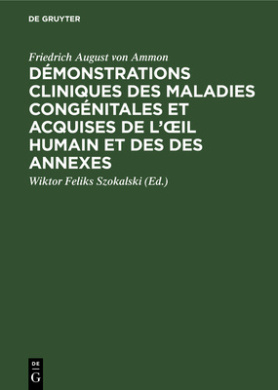 DE GRUYTER
Friedrich August von Ammon
DÉMONSTRATIONS
CLINIQUES DES MALADIES
CONGÉNITALES ET
ACQUISES DE L’ŒIL
HUMAIN ET DES DES
ANNEXES
Wiktor Feliks Szokalski (Ed.)
DE
G